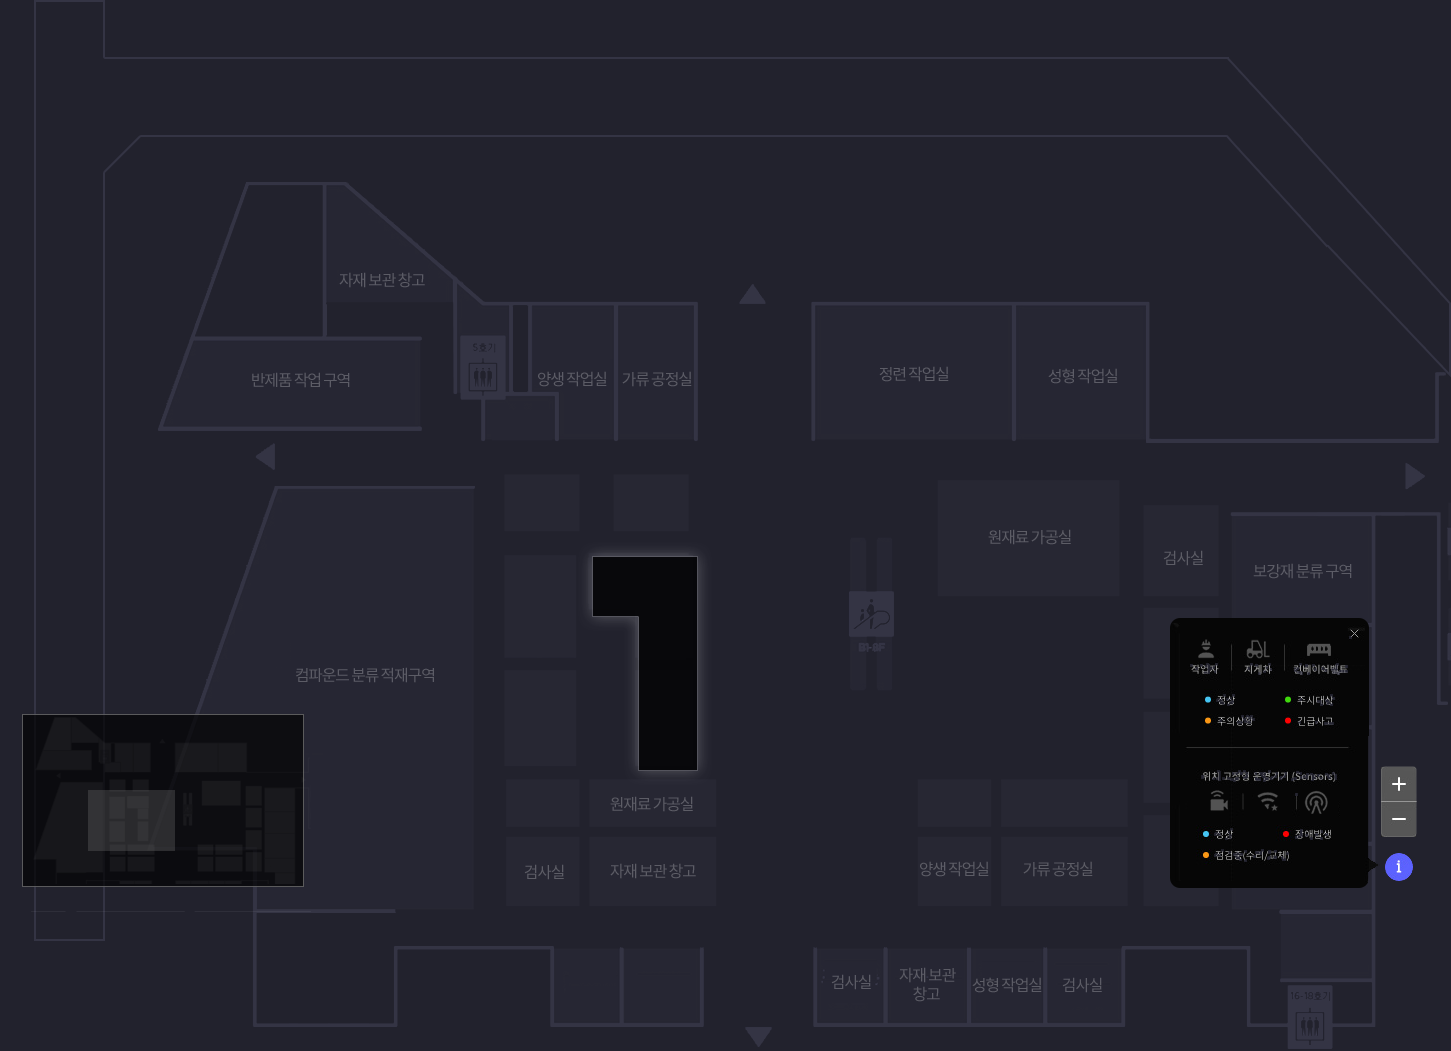 자재 보관 창고
5호기
반제품 작업 구역
양생 작업실
가류 공정실
정련 작업실
성형 작업실
원재료 가공실
검사실
보강재 분류 구역
컴파운드 분류 적재구역
작업자
지게차
컨베이어벨트
정상
주시대상
주의상황
긴급사고
위치 고정형 운영기기 (Sensors)
정상
장애발생
점검중(수리/교체)
원재료 가공실
검사실
자재 보관 창고
양생 작업실
가류 공정실
검사실
자재 보관
창고
성형 작업실
검사실
16-18호기